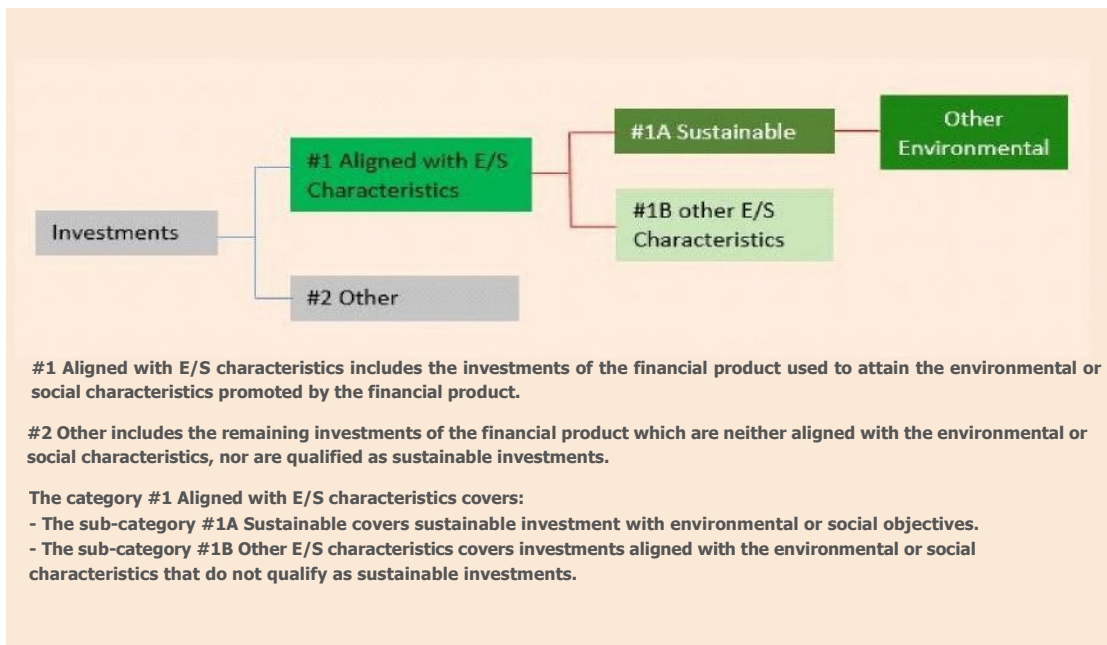 Other
Environmental
#1A Sustainable
#1 Aligned with E/S
Characteristics
#1B other E/S
Characteristics
Investments
#2 Other
#1 Aligned with E/S characteristics includes the investments of the financial product used to attain the environmental or
social characteristics promoted by the financial product.
#2 Other includes the remaining investments of the financial product which are neither aligned with the environmental or
social characteristics, nor are qualified as sustainable investments.
The category #1 Aligned with E/S characteristics covers:
- The sub-category #1A Sustainable covers sustainable investment with environmental or social objectives.
- The sub-category #1B Other E/S characteristics covers investments aligned with the environmental or social
characteristics that do not qualify as sustainable investments.